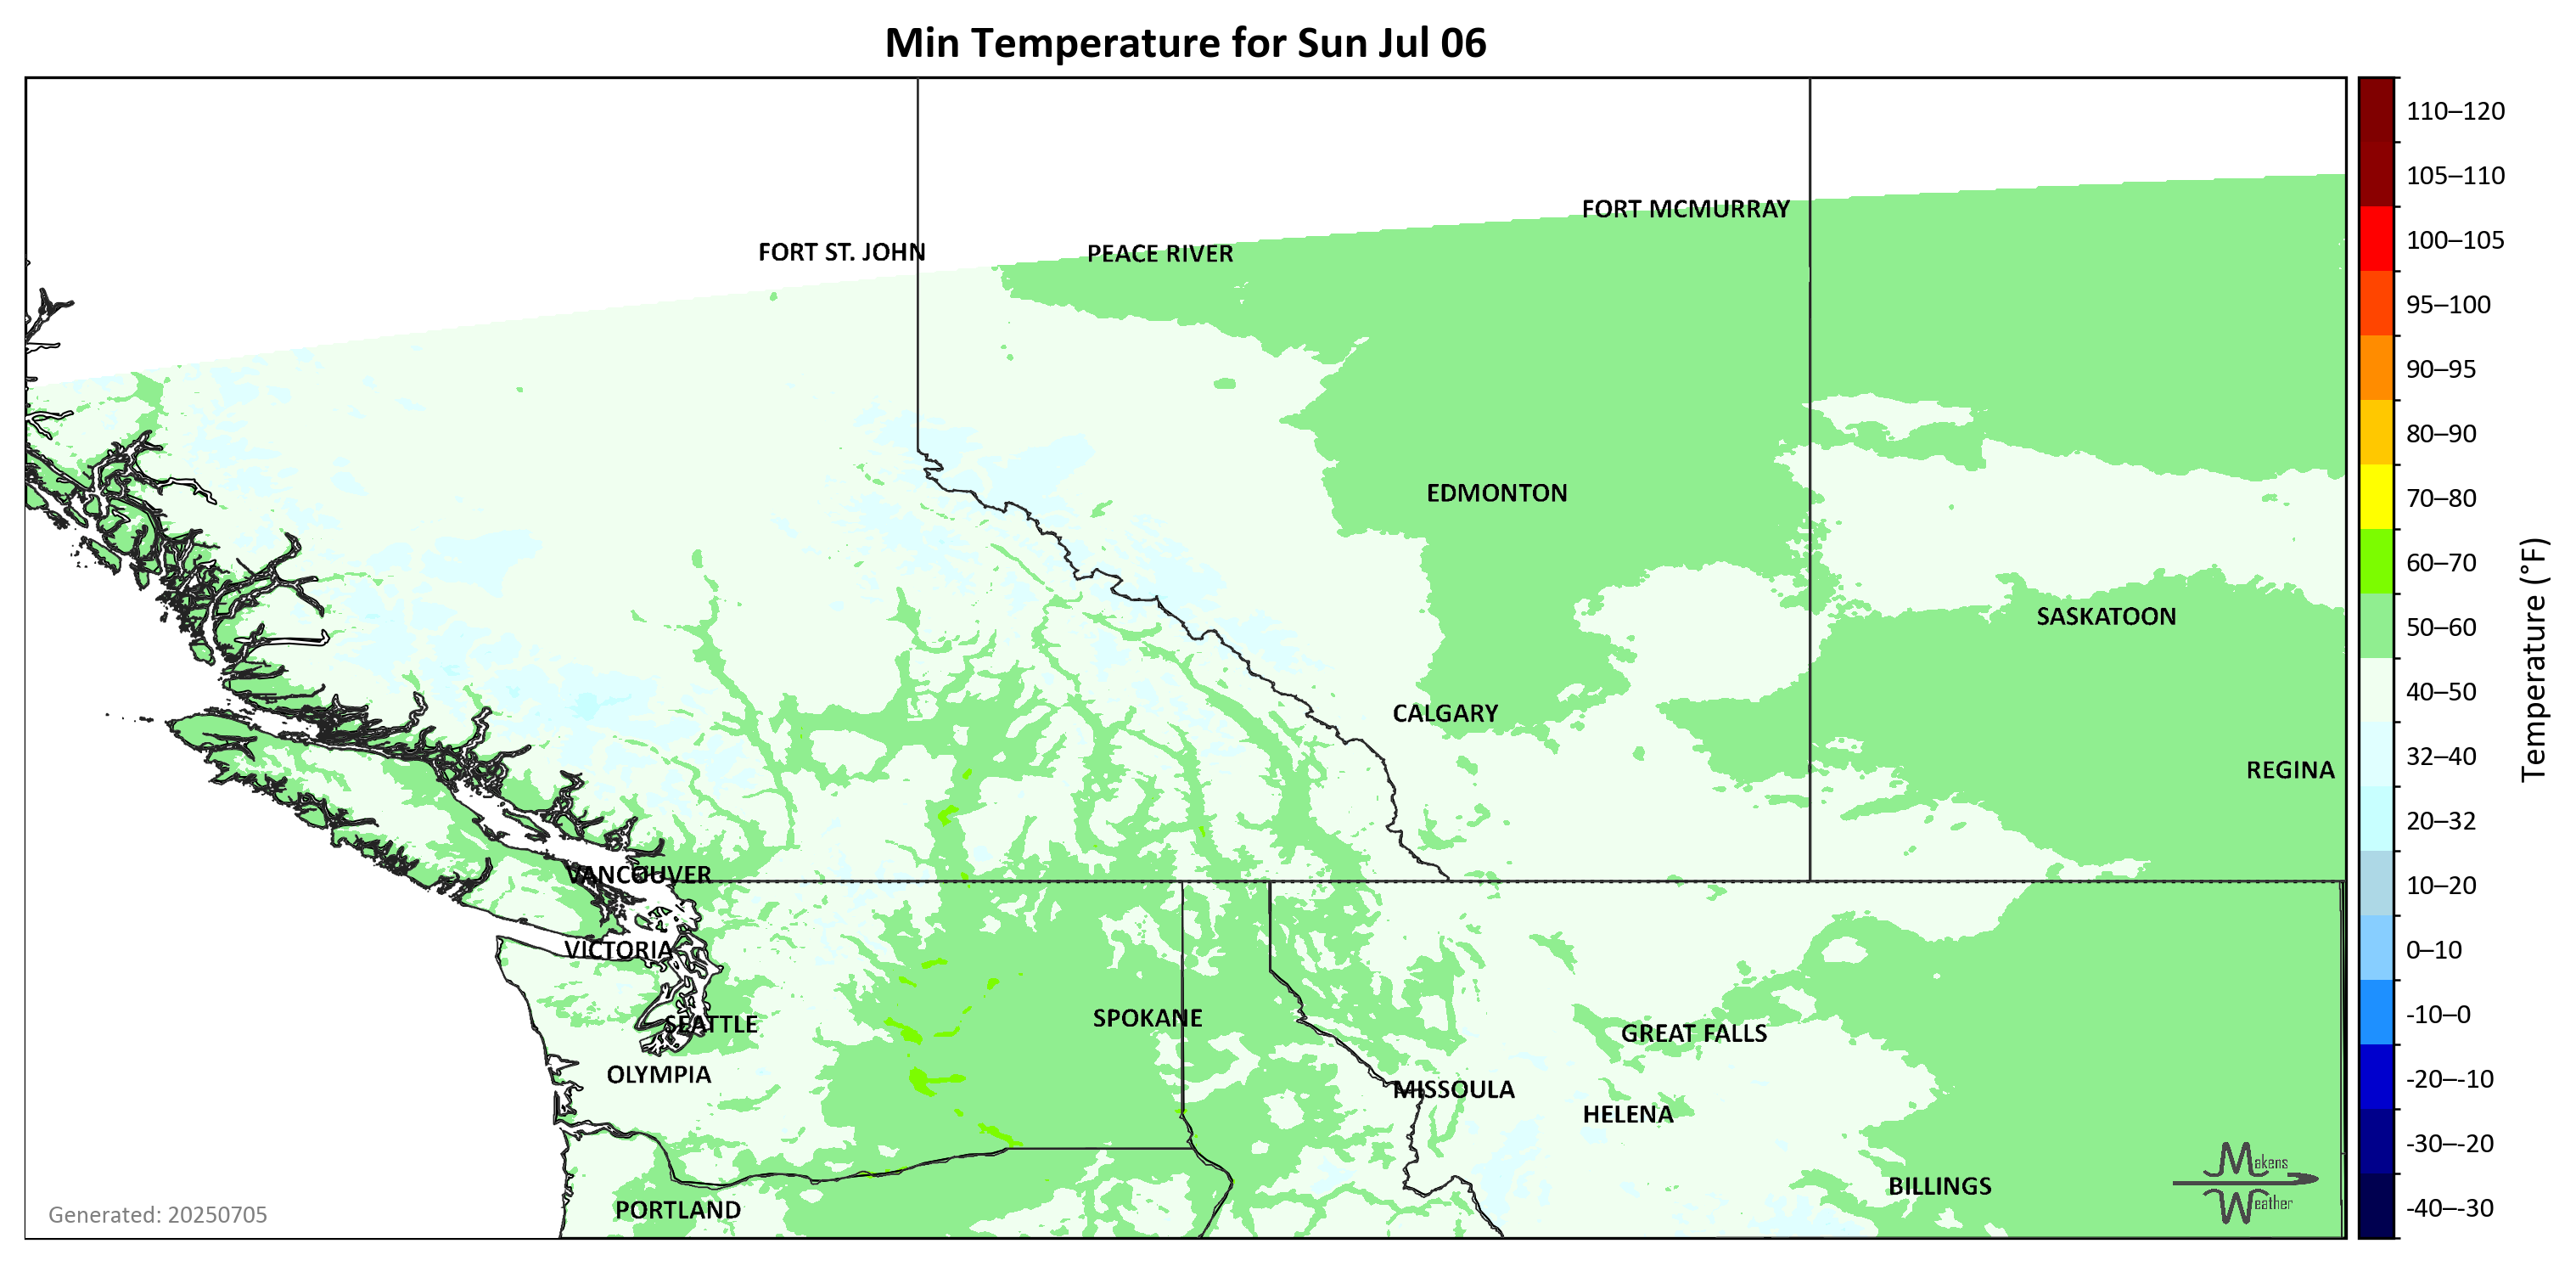 Min Temperature for Sun Jul 06
FORT MCMURRAY
FORT ST. JOHN
PEACE RIVER
EDMONTON
SASKATOON
CALGARY
REGINA
VANCOUVER
VICTORIA
SEATTLE
SPOKANE
GREAT FALLS
OLYMPIA
MISSOULA
HELENA
BILLINGS
PORTLAND
Makens
Weather
Generated: 20250705
110–120
105–110
100–105
95–100
90–95
80–90
70–80
60–70
50–60
40–50
32–40
20–32
10–20
0–10
-10–0
-20–-10
-30–-20
-40–-30
Temperature (°F)